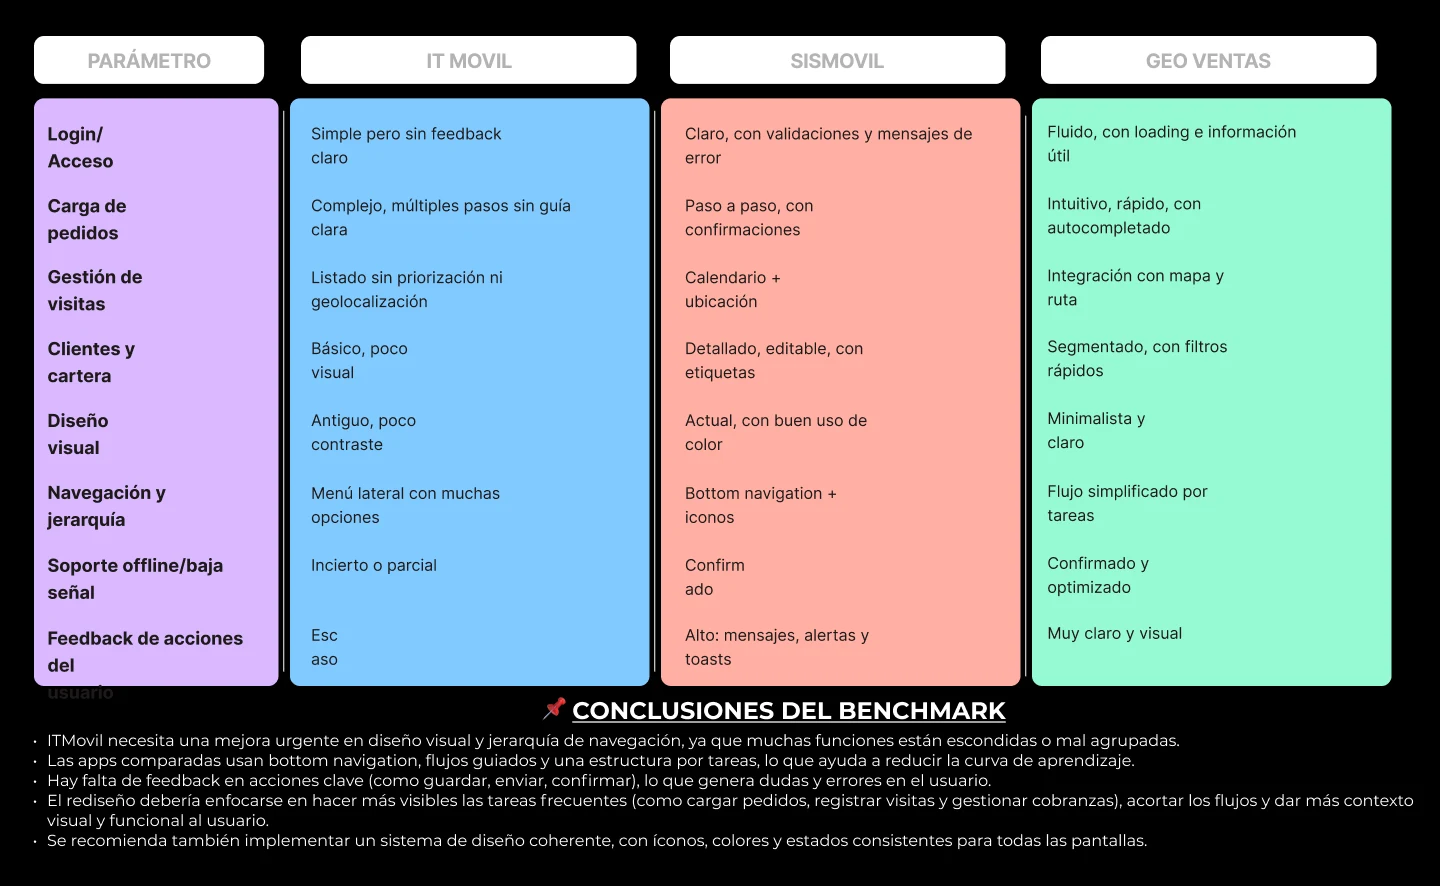 PARÁMETRO
IT MOVIL
SISMOVIL
GEO VENTAS
Login/
Acceso
Simple pero sin feedback
claro
Claro, con validaciones y mensajes de
error
Fluido, con loading e información
útil
Carga de
pedidos
Complejo, múltiples pasos sin guía
clara
Paso a paso, con
confirmaciones
Intuitivo, rápido, con
autocompletado
Gestión de
visitas
Listado sin priorización ni
geolocalización
Calendario +
ubicación
Integración con mapa y
ruta
Clientes y
cartera
Básico, poco
visual
Detallado, editable, con
etiquetas
Segmentado, con filtros
rápidos
Diseño
visual
Antiguo, poco
contraste
Actual, con buen uso de
color
Minimalista y
claro
Navegación y
jerarquía
Menú lateral con muchas
opciones
Bottom navigation +
iconos
Flujo simplificado por
tareas
Soporte offline/baja
señal
Incierto o parcial
Confirm
ado
Confirmado y
optimizado
Feedback de acciones
del
usuario
Esc
aso
Alto: mensajes, alertas y
toasts
Muy claro y visual
CONCLUSIONES DEL BENCHMARK
• ITMovil necesita una mejora urgente en diseño visual y jerarquía de navegación, ya que muchas funciones están escondidas o mal agrupadas.
• Las apps comparadas usan bottom navigation, flujos guiados y una estructura por tareas, lo que ayuda a reducir la curva de aprendizaje.
• Hay falta de feedback en acciones clave (como guardar, enviar, confirmar), lo que genera dudas y errores en el usuario.
• El rediseño debería enfocarse en hacer más visibles las tareas frecuentes (como cargar pedidos, registrar visitas y gestionar cobranzas), acortar los flujos y dar más contexto
visual y funcional al usuario.
• Se recomienda también implementar un sistema de diseño coherente, con íconos, colores y estados consistentes para todas las pantallas.